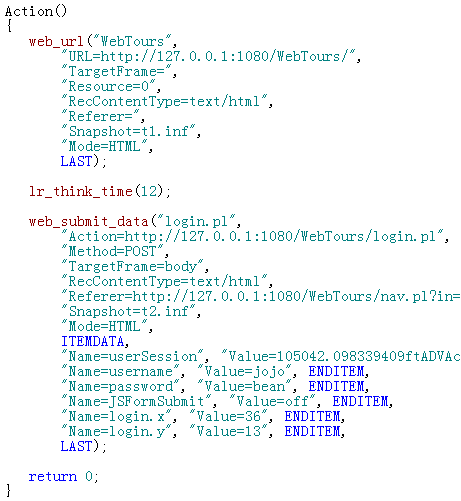 Action()
{
web_url("WebTours",
"URL=http://127.0.0.1:1080/WebTours/",
"TargetFrame=",
"Resource=0",
"RecContentType=text/html",
"Referer=",
"Snapshot=t1.inf",
"Mode=HTML",
LAST);
lr_think_time(12);
web_submit_data("login.pl",
"Action=http://127.0.0.1:1080/WebTours/login.pl",
"Method=POST",
"TargetFrame=body",
"RecContentType=text/html",
"Referer=http://127.0.0.1:1080/WebTours/nav.pl?in=
"Snapshot=t2.inf",
"Mode=HTML",
ITEMDATA,
"Name=userSession", "Value=105042.098339409ftADVAc
"Name=username", "Value=jojo", ENDITEM,
"Name=password", "Value=bean", ENDITEM,
"Name=JSFormSubmit", "Value=off", ENDITEM,
"Name=login.x", "Value=36", ENDITEM,
"Name=login.y", "Value=13", ENDITEM,
LAST);
return 0;
}